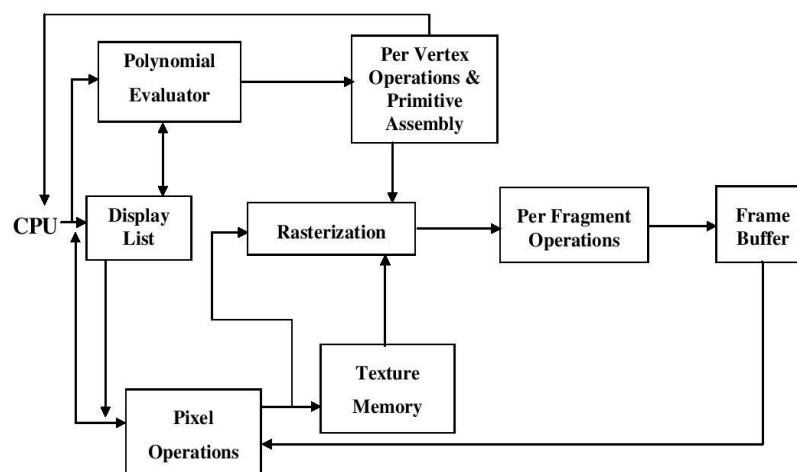 Polynomial
Evaluator
Per Vertex
Operations &
Primitive
Assembly
CPU
Display
List
Rasterization
Per Fragment
Operations
Frame
Buffer
Texture
Memory
Pixel
Operations